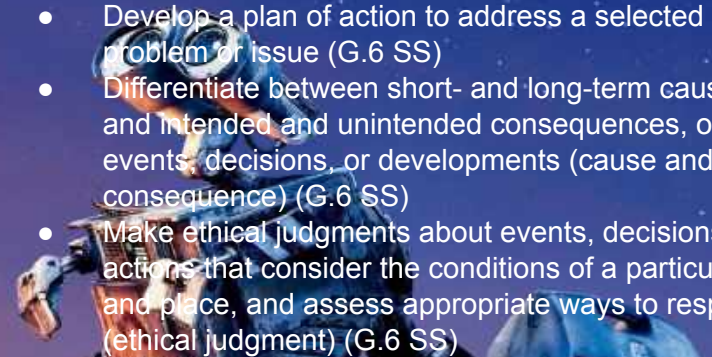 ● Develop a plan of action to address a selected
problem or issue (G.6 SS)
● Differentiate between short- and long-term caus
and intended and unintended consequences, o
events, decisions, or developments (cause and
consequence) (G.6 SS)
● Make ethical judgments about events, decisions
actions that consider the conditions of a particu
and place, and assess appropriate ways to resp
(ethical judgment) (G.6 SS)